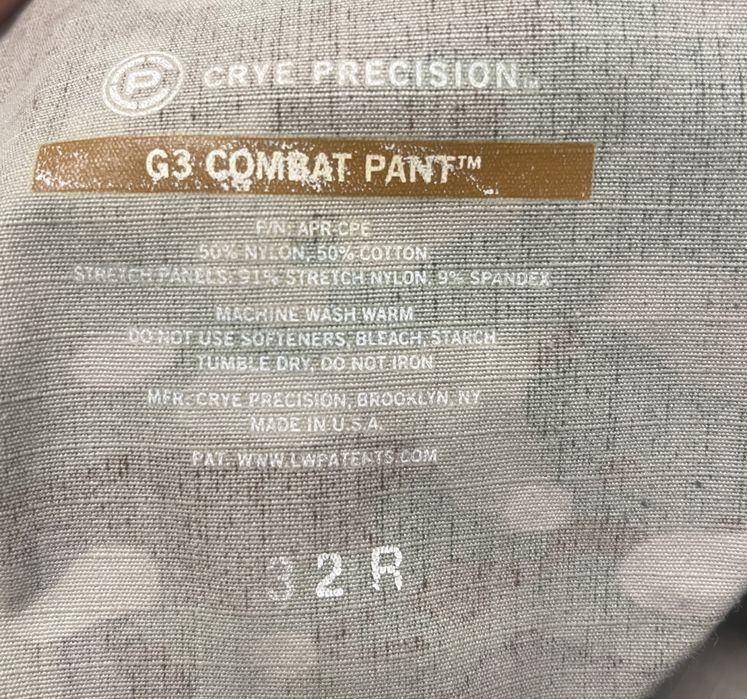 CP CRYE PRECISION™
G3 COMBAT PANT™
P/N: APR-CPE
50% NYLON, 50% COTTON
STRETCH PANELS: 91% STRETCH NYLON, 9% SPANDEX
MACHINE WASH WARM
DO NOT USE SOFTENERS, BLEACH, STARCH
TUMBLE DRY, DO NOT IRON
MFR: CRYE PRECISION, BROOKLYN, NY
MADE IN U.S.A.
PAT. WWW.LWPATENTS.COM
32R